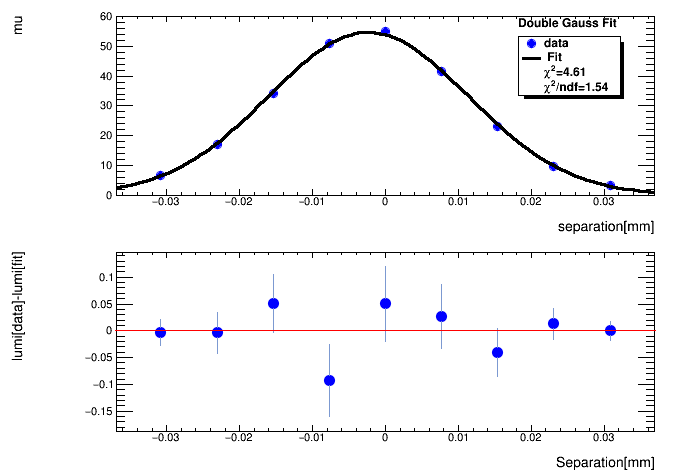 Double Gauss Fit
data
Fit
χ²=4.61
χ²/ndf=1.54
mu
60
50
40
30
20
10
0
−0.03 −0.02 −0.01 0 0.01 0.02 0.03
separation[mm]
lumi[data]-lumi[fit]
0.1
0.05
0
−0.05
−0.1
−0.15
−0.03 −0.02 −0.01 0 0.01 0.02 0.03
Separation[mm]